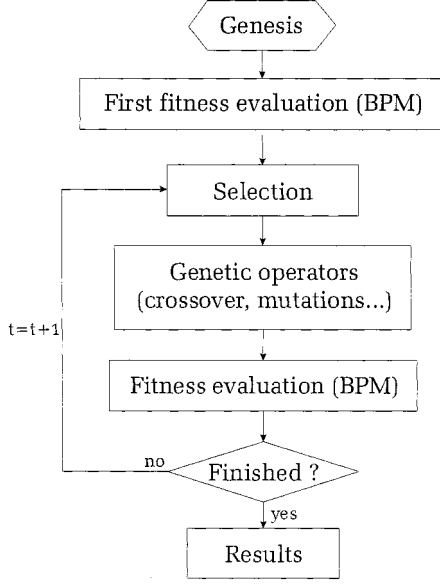 Genesis
First fitness evaluation (BPM)
Selection
Genetic operators
(crossover, mutations...)
t=t+1
Fitness evaluation (BPM)
no
Finished ?
yes
Results